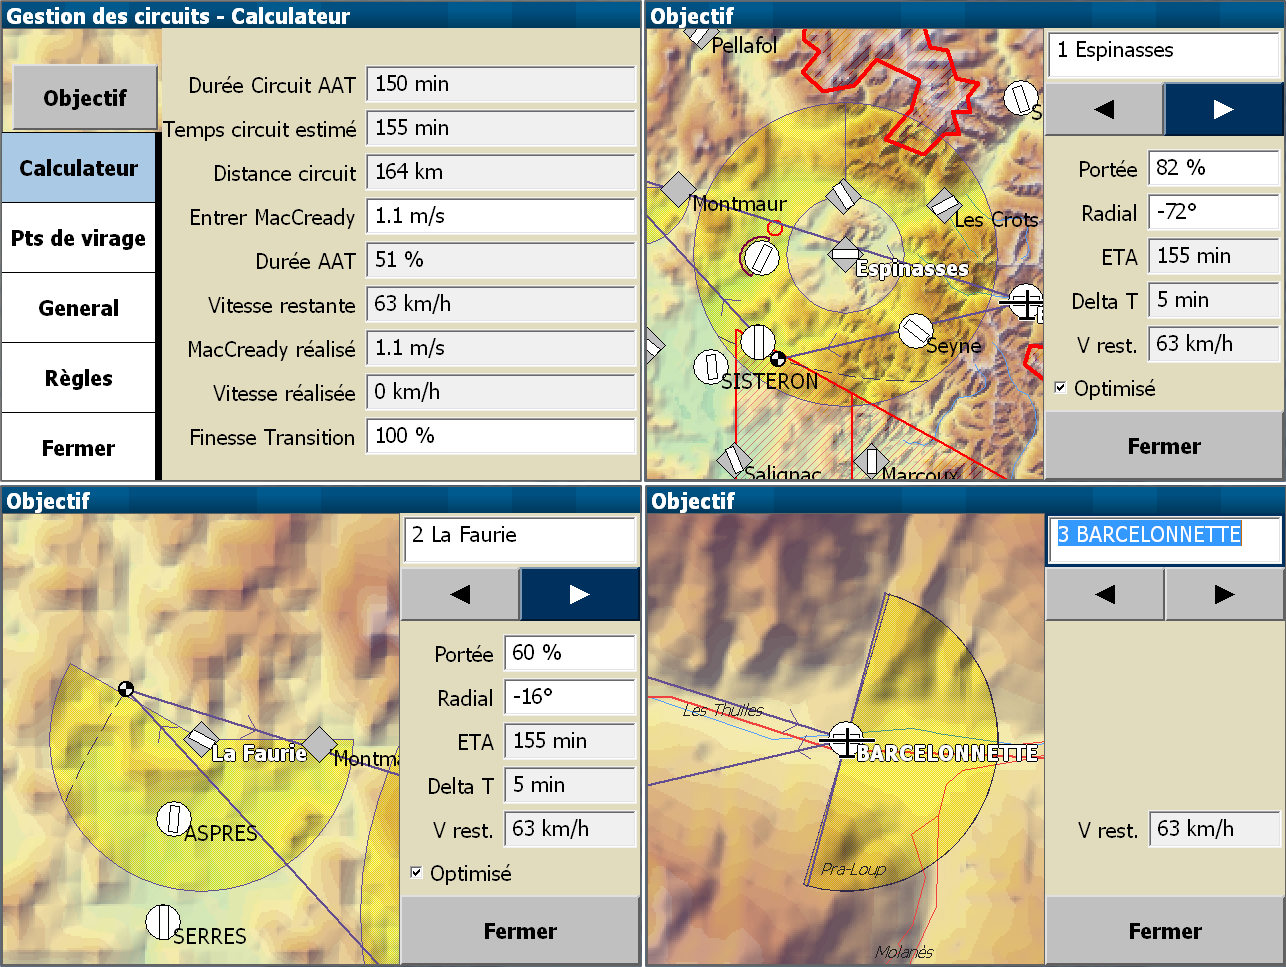 Gestion des circuits - Calculateur
Objectif
Calculateur
Pts de virage
General
Règles
Fermer
Durée Circuit AAT 150 min
Temps circuit estimé 155 min
Distance circuit 164 km
Entrer MacCready 1.1 m/s
Durée AAT 51 %
Vitesse restante 63 km/h
MacCready réalisé 1.1 m/s
Vitesse réalisée 0 km/h
Finesse Transition 100 %
Objectif
Pellafol
S
Montmaur
Les Crots
Espinasses
Seyne
SISTERON
Salignac
Marcoux
1 Espinasses
Portée 82 %
Radial -72°
ETA 155 min
Delta T 5 min
V rest. 63 km/h
Optimisé
Fermer
Objectif
La Faurie
Montma
ASPRES
SERRES
2 La Faurie
Portée 60 %
Radial -16°
ETA 155 min
Delta T 5 min
V rest. 63 km/h
Optimisé
Fermer
Objectif
Les Thuiles
BARCELONNETTE
Pra-Loup
Molanès
3 BARCELONNETTE
V rest. 63 km/h
Fermer